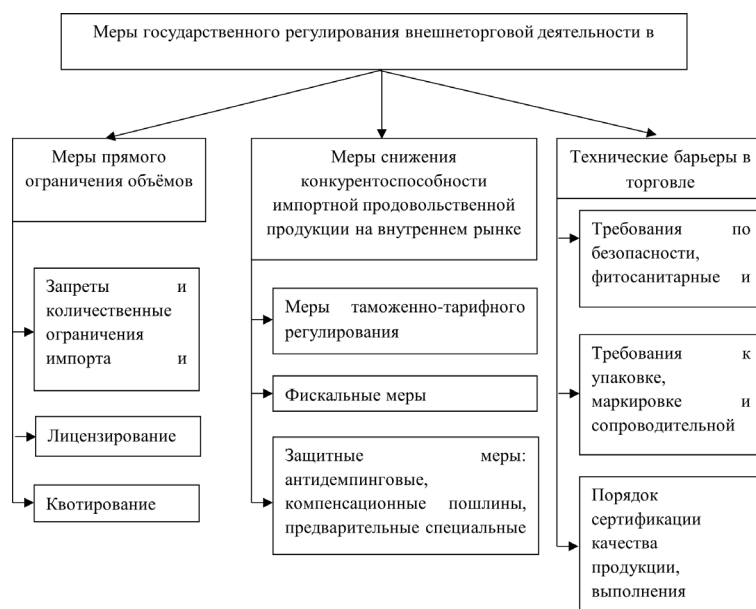 Меры государственного регулирования внешнеторговой деятельности в
Меры прямого
ограничения объёмов
Запреты и
количественные
ограничения
импорта и
Лицензирование
Квотирование
Меры снижения
конкурентоспособности
импортной продовольственной
продукции на внутреннем рынке
Меры таможенно-тарифного
регулирования
Фискальные меры
Защитные меры:
антидемпинговые,
компенсационные пошлины,
предварительные специальные
Технические барьеры в
торговле
Требования по
безопасности,
фитосанитарные и
Требования к
упаковке,
маркировке и
сопроводительной
Порядок
сертификации
качества
продукции,
выполнения